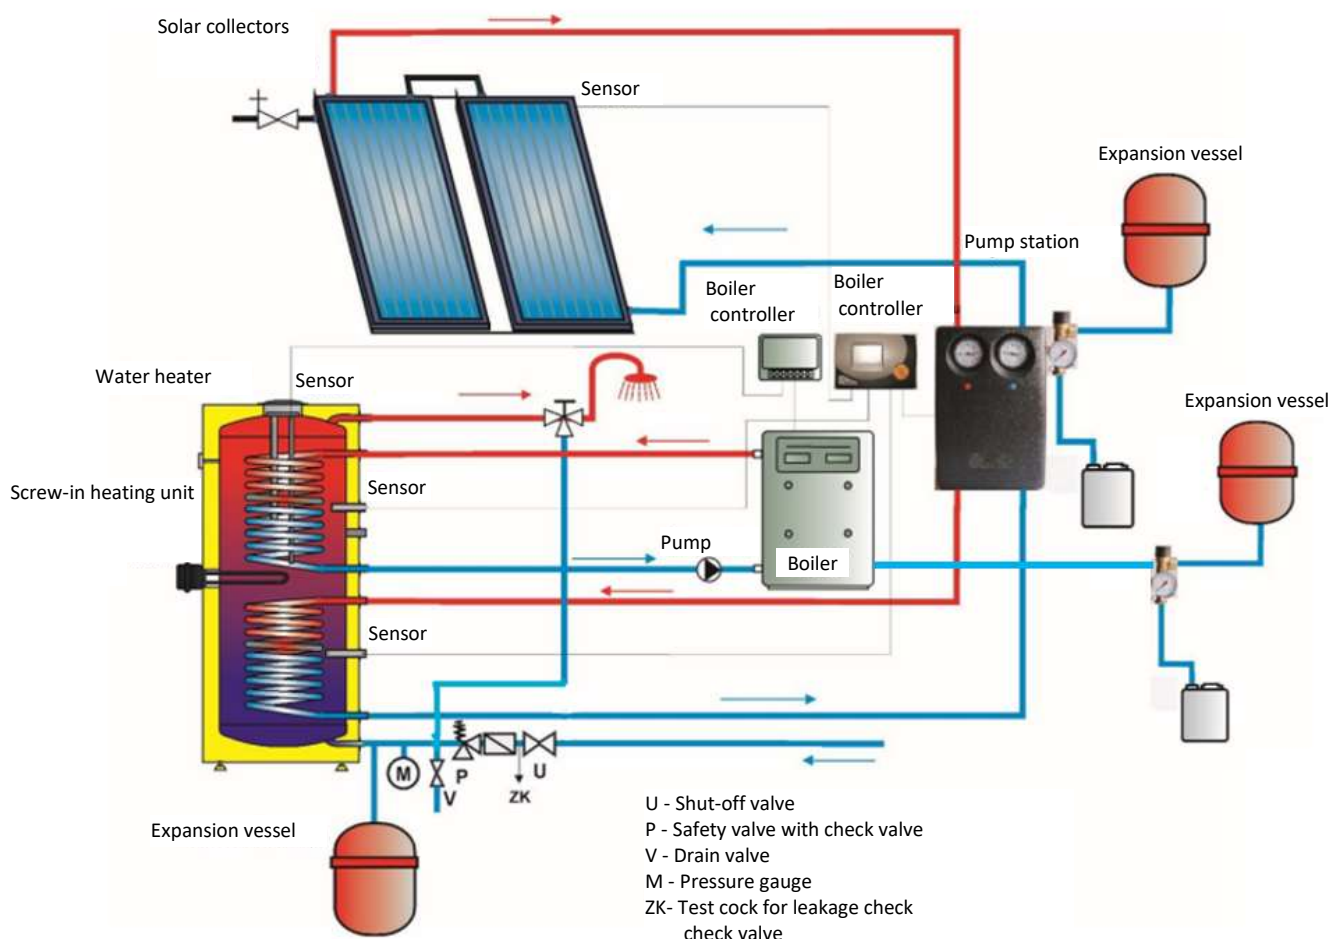 Solar collectors
Sensor
Expansion vessel
Pump station
Boiler
controller
Boiler
controller
Water heater
Sensor
Expansion vessel
Screw-in heating unit
Sensor
Pump
Boiler
Sensor
M
P
U
V
ZK
Expansion vessel
U - Shut-off valve
P - Safety valve with check valve
V - Drain valve
M - Pressure gauge
ZK- Test cock for leakage check
check valve